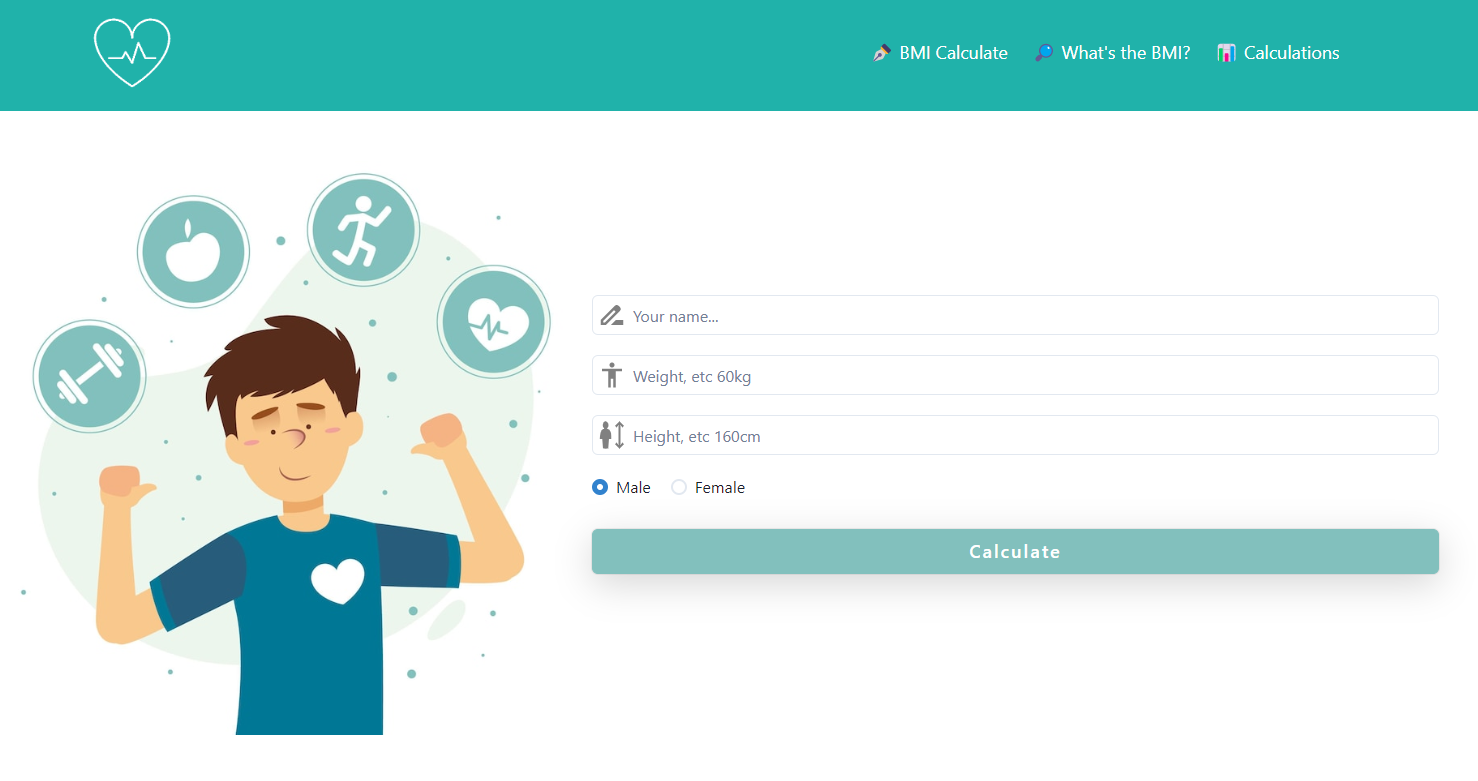 BMI Calculate What's the BMI? Calculations
Your name...
Weight, etc 60kg
Height, etc 160cm
Male Female
Calculate